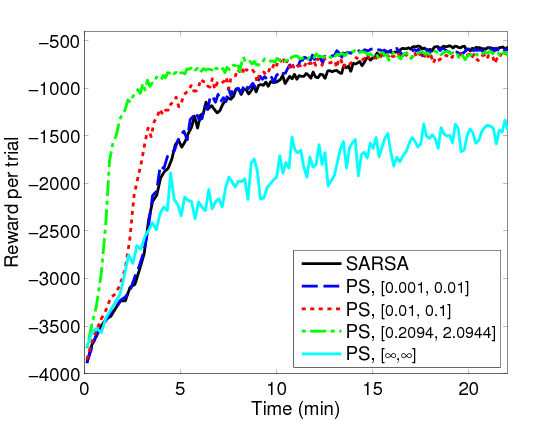 −500
−1000
−1500
−2000
−2500
−3000
−3500
−4000
Reward per trial
0
5
10
15
20
Time (min)
SARSA
PS, [0.001, 0.01]
PS, [0.01, 0.1]
PS, [0.2094, 2.0944]
PS, [∞,∞]